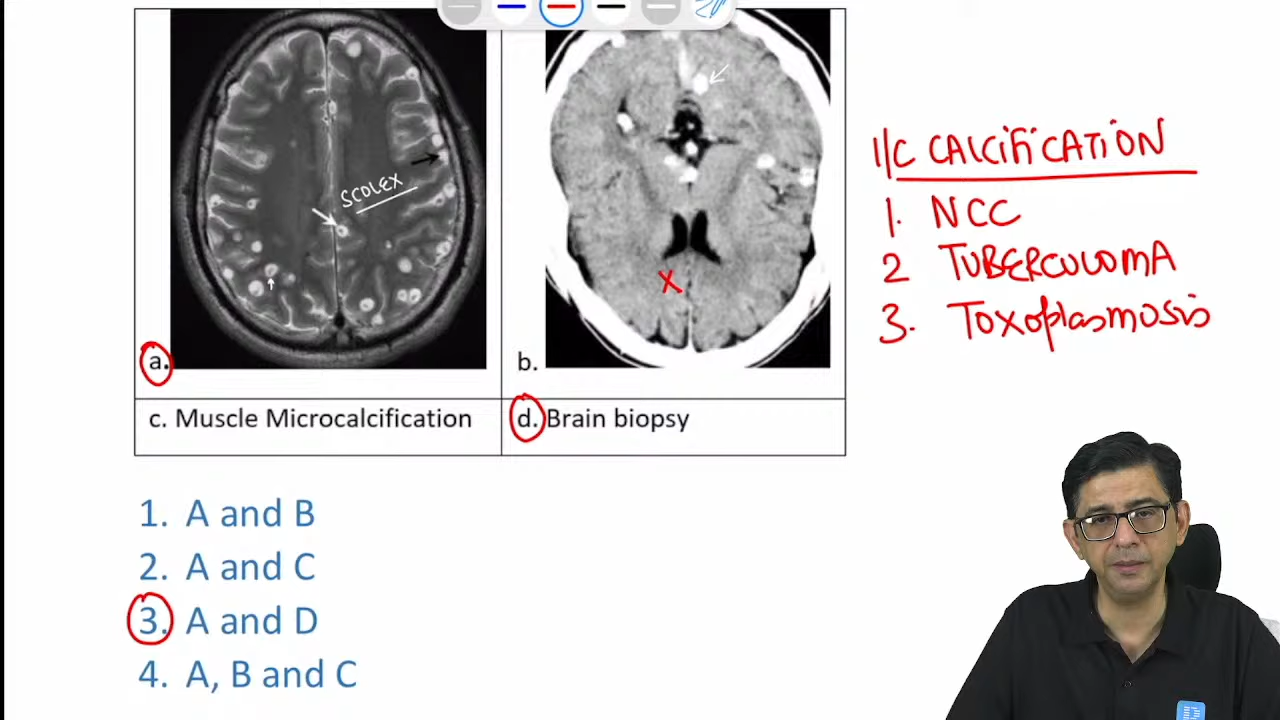 SCOLEX
I/C CALCIFICATION
1. NCC
2 TUBERCULOMA
3. Toxoplasmosis
a.
b.
c. Muscle Microcalcification
d. Brain biopsy
X
1. A and B
2. A and C
3. A and D
4. A, B and C